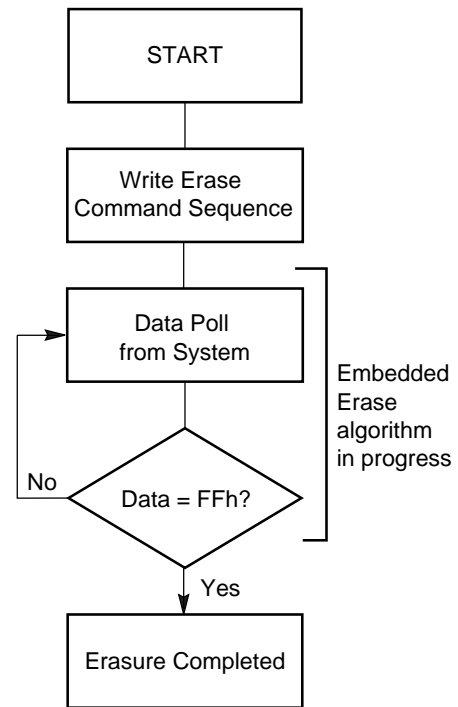 START
Write Erase
Command Sequence
Data Poll
from System
Embedded
Erase
algorithm
in progress
No
Data = FFh?
Yes
Erasure Completed